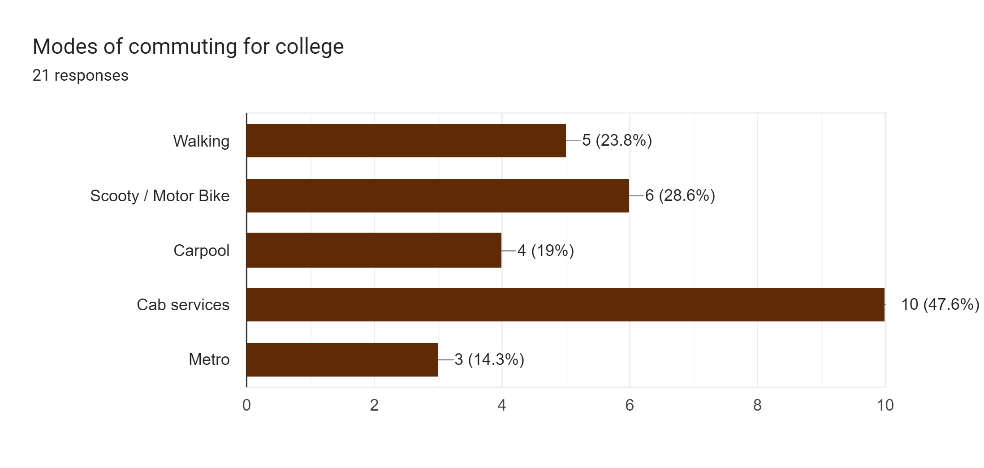 Modes of commuting for college
21 responses
Walking
5 (23.8%)
Scooty / Motor Bike
6 (28.6%)
Carpool
4 (19%)
Cab services
10 (47.6%)
Metro
3 (14.3%)
0 2 4 6 8 10